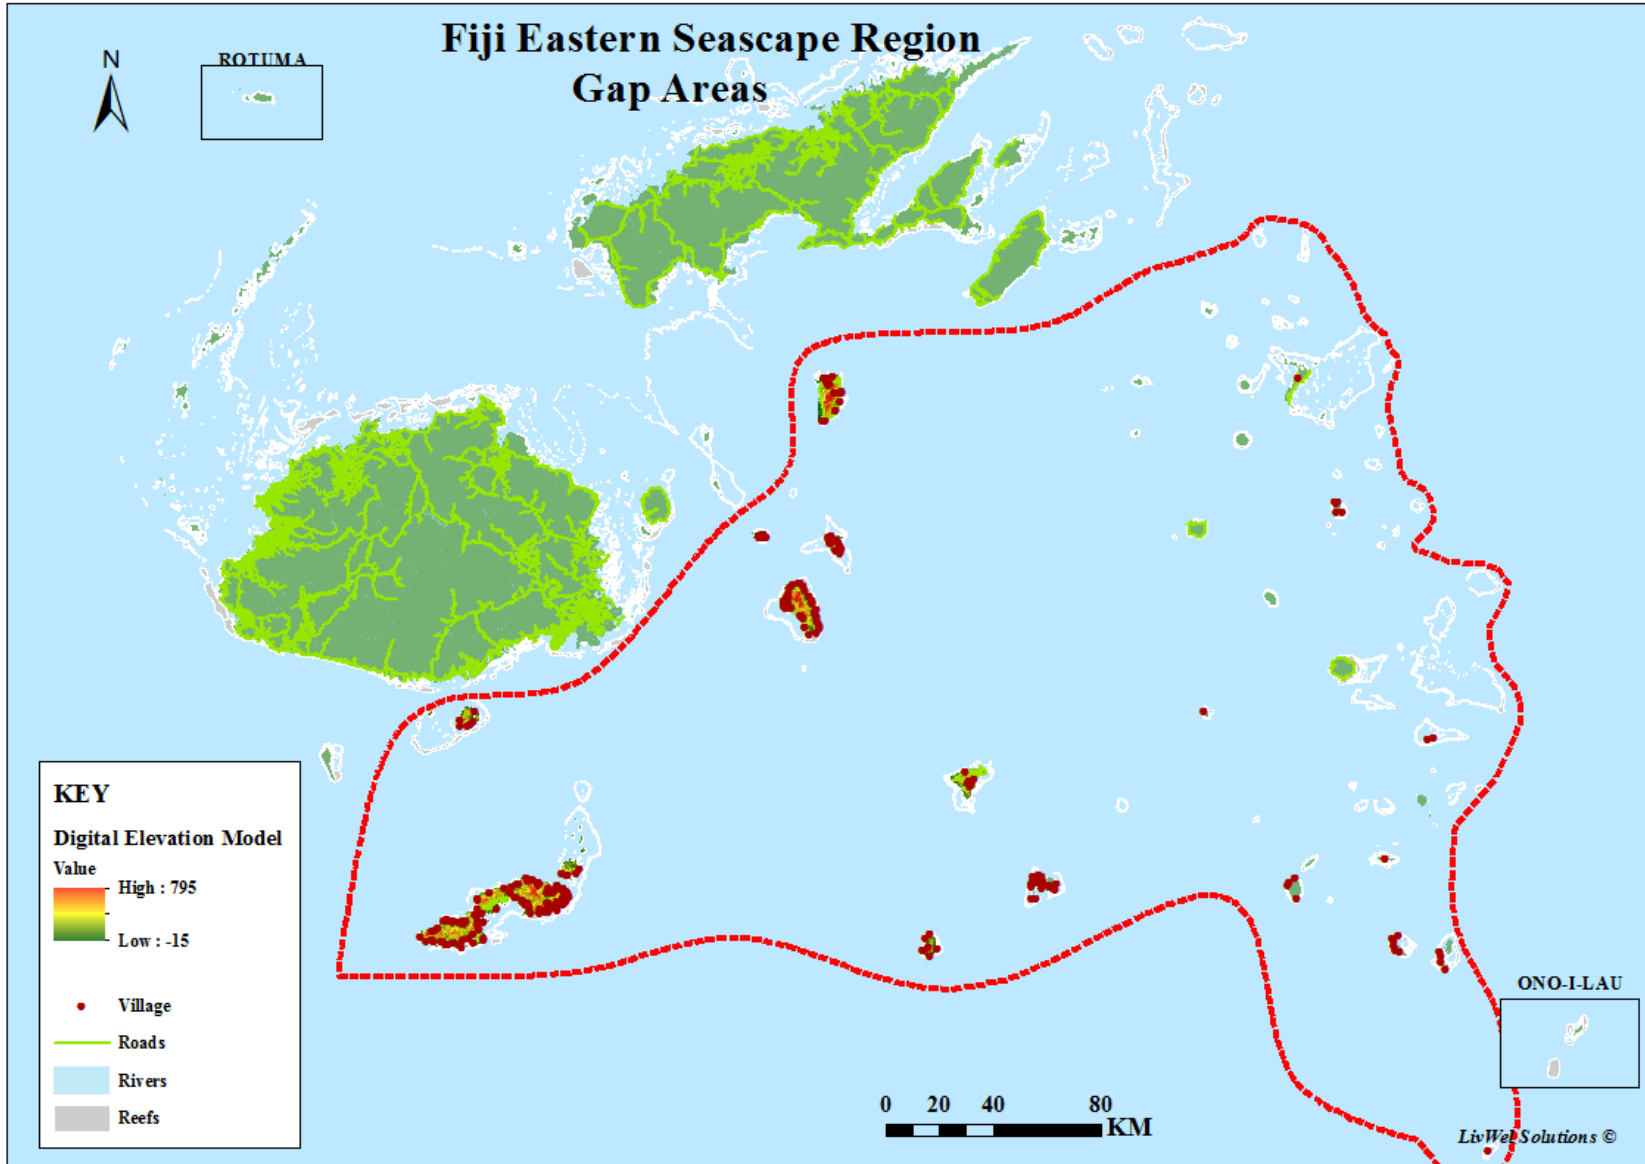 Fiji Eastern Seascape Region
Gap Areas
N
ROTUMA
KEY
Digital Elevation Model
Value
High : 795
Low : -15
Village
Roads
Rivers
Reefs
ONO-I-LAU
0 20 40 80
KM
LivWel Solutions ©